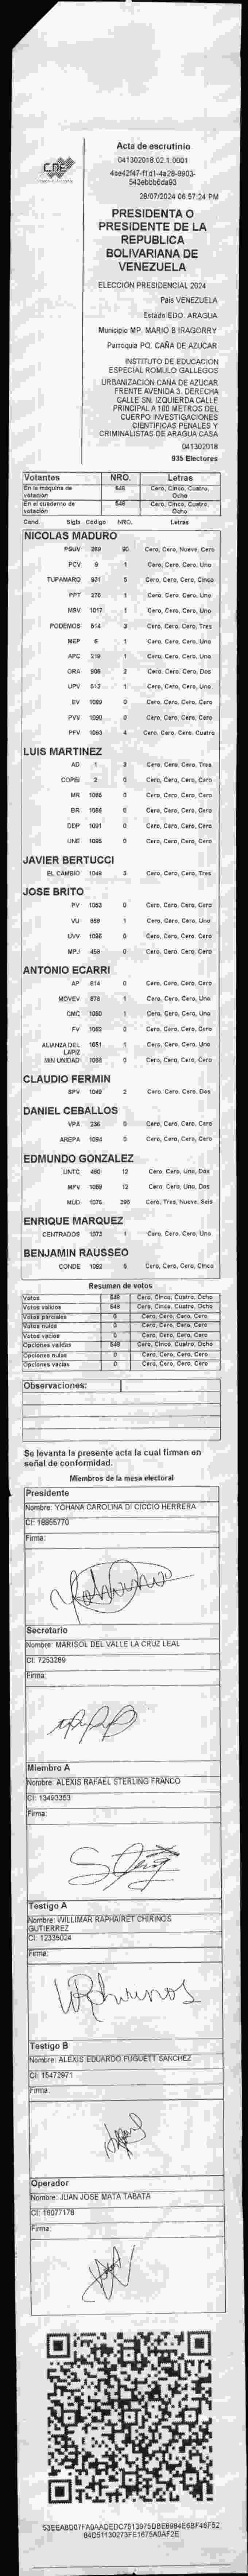 CNE
Acta de escrutinio
041302018.02.1.0001
543ebbb6da93
28/07/2024 06:57:24 PM
PRESIDENTA O
PRESIDENTE DE LA
REPUBLICA
BOLIVARIANA DE
VENEZUELA
ELECCION PRESIDENCIAL 2024
Pais VENEZUELA
Estado EDO. ARAGUA
Municipio MP. MARIO B IRAGORRY
Parroquia PQ. CAÑA DE AZUCAR
INSTITUTO DE EDUCACION
ESPECIAL ROMULO GALLEGOS
URBANIZACIÓN CAÑA DE AZUCAR
FRENTE AVENIDA 3. DERECHA
CALLE SN. IZQUIERDA CALLE
PRINCIPAL A 100 METROS DEL
CUERPO INVESTIGACIONES
CIENTIFICAS PENALES Y
CRIMINALISTAS DE ARAGUA CASA
041302018
935 Electores
Votantes NRO. Letras
En la máquina de votación 548 Cero, Cinco, Cuatro, Ocho
En el cuaderno de votación 548 Cero, Cinco, Cuatro, Ocho
Cand. Sigla Codigo NRO. Letras
NICOLAS MADURO
PSUV 269 90 Cero, Cero, Nueve, Cero
PCV 9 1 Cero, Cero, Cero, Uno
TUPAMARO 931 5 Cero, Cero, Cero, Cinco
PPT 276 1 Cero, Cero, Cero, Uno
MSV 1017 1 Cero, Cero, Cero, Uno
PODEMOS 514 3 Cero, Cero, Cero, Tres
MEP 6 1 Cero, Cero, Cero, Uno
APC 219 1 Cero, Cero, Cero, Uno
ORA 906 2 Cero, Cero, Cero, Dos
UPV 512 1 Cero, Cero, Cero, Uno
EV 1089 0 Cero, Cero, Cero, Cero
PVV 1090 0 Cero, Cero, Cero, Cero
PFV 1093 4 Cero, Cero, Cero, Cuatro
LUIS MARTINEZ
AD 1 3 Cero, Cero, Cero, Tres
COPEI 2 0 Cero, Cero, Cero, Cero
MR 1065 0 Cero, Cero, Cero, Cero
BR 1066 0 Cero, Cero, Cero, Cero
DDP 1091 0 Cero, Cero, Cero, Cero
UNE 1095 0 Cero, Cero, Cero, Cero
JAVIER BERTUCCI
EL CAMBIO 1048 3 Cero, Cero, Cero, Tres
JOSE BRITO
PV 1063 0 Cero, Cero, Cero, Cero
VU 1 Cero, Cero, Cero, Uno
UVV 0 Cero, Cero, Cero, Cero
MPJ 458 0 Cero, Cero, Cero, Cero
ANTONIO ECARRI
AP 814 0 Cero, Cero, Cero, Cero
MOVEV 878 1 Cero, Cero, Cero, Uno
CMC 1050 1 Cero, Cero, Cero, Uno
FV 1062 0 Cero, Cero, Cero, Cero
ALIANZA DEL LAPIZ 1051 1 Cero, Cero, Cero, Uno
MIN UNIDAD 0 Cero, Cero, Cero, Cero
CLAUDIO FERMIN
SPV 1049 2 Cero, Cero, Cero, Dos
DANIEL CEBALLOS
VPA 236 0 Cero, Cero, Cero, Cero
AREPA 1094 0 Cero, Cero, Cero, Cero
EDMUNDO GONZALEZ
UNTC 460 12 Cero, Cero, Uno, Dos
MPV 1059 12 Cero, Cero, Uno, Dos
MUD 1075 396 Cero, Tres, Nueve, Seis
ENRIQUE MARQUEZ
CENTRADOS 1073 1 Cero, Cero, Cero, Uno
BENJAMIN RAUSSEO
CONDE 1092 5 Cero, Cero, Cero, Cinco
Resumen de votos
Votos 548 Cero, Cinco, Cuatro, Ocho
Votos válidos 548 Cero, Cinco, Cuatro, Ocho
Votos parciales 0 Cero, Cero, Cero, Cero
Votos nulos 0 Cero, Cero, Cero, Cero
Votos vacíos 0 Cero, Cero, Cero, Cero
Opciones validas 548 Cero, Cinco, Cuatro, Ocho
Opciones nulas 0 Cero, Cero, Cero, Cero
Opciones vacías 0 Cero, Cero, Cero, Cero
Observaciones:
Se levanta la presente acta la cual firman en
señal de conformidad.
Miembros de la mesa electoral
Presidente
Nombre: YOHANA CAROLINA DI CICCIO HERRERA
CI: 18855770
Firma:
Secretario
Nombre: MARISOL DEL VALLE LA CRUZ LEAL
CI: 7253289
Firma:
Miembro A
Nombre: ALEXIS RAFAEL STERLING FRANCO
CI: 13493353
Firma:
Testigo A
Nombre: WILLIMAR RAPHAIRET CHIRINOS
GUTIERREZ
CI: 12335024
Firma:
Testigo B
Nombre: ALEXIS EDUARDO FUGUETT SANCHEZ
CI: 15472971
Firma
Operador
Nombre: JUAN JOSE MATA TABATA
CI: 16077178
Firma: